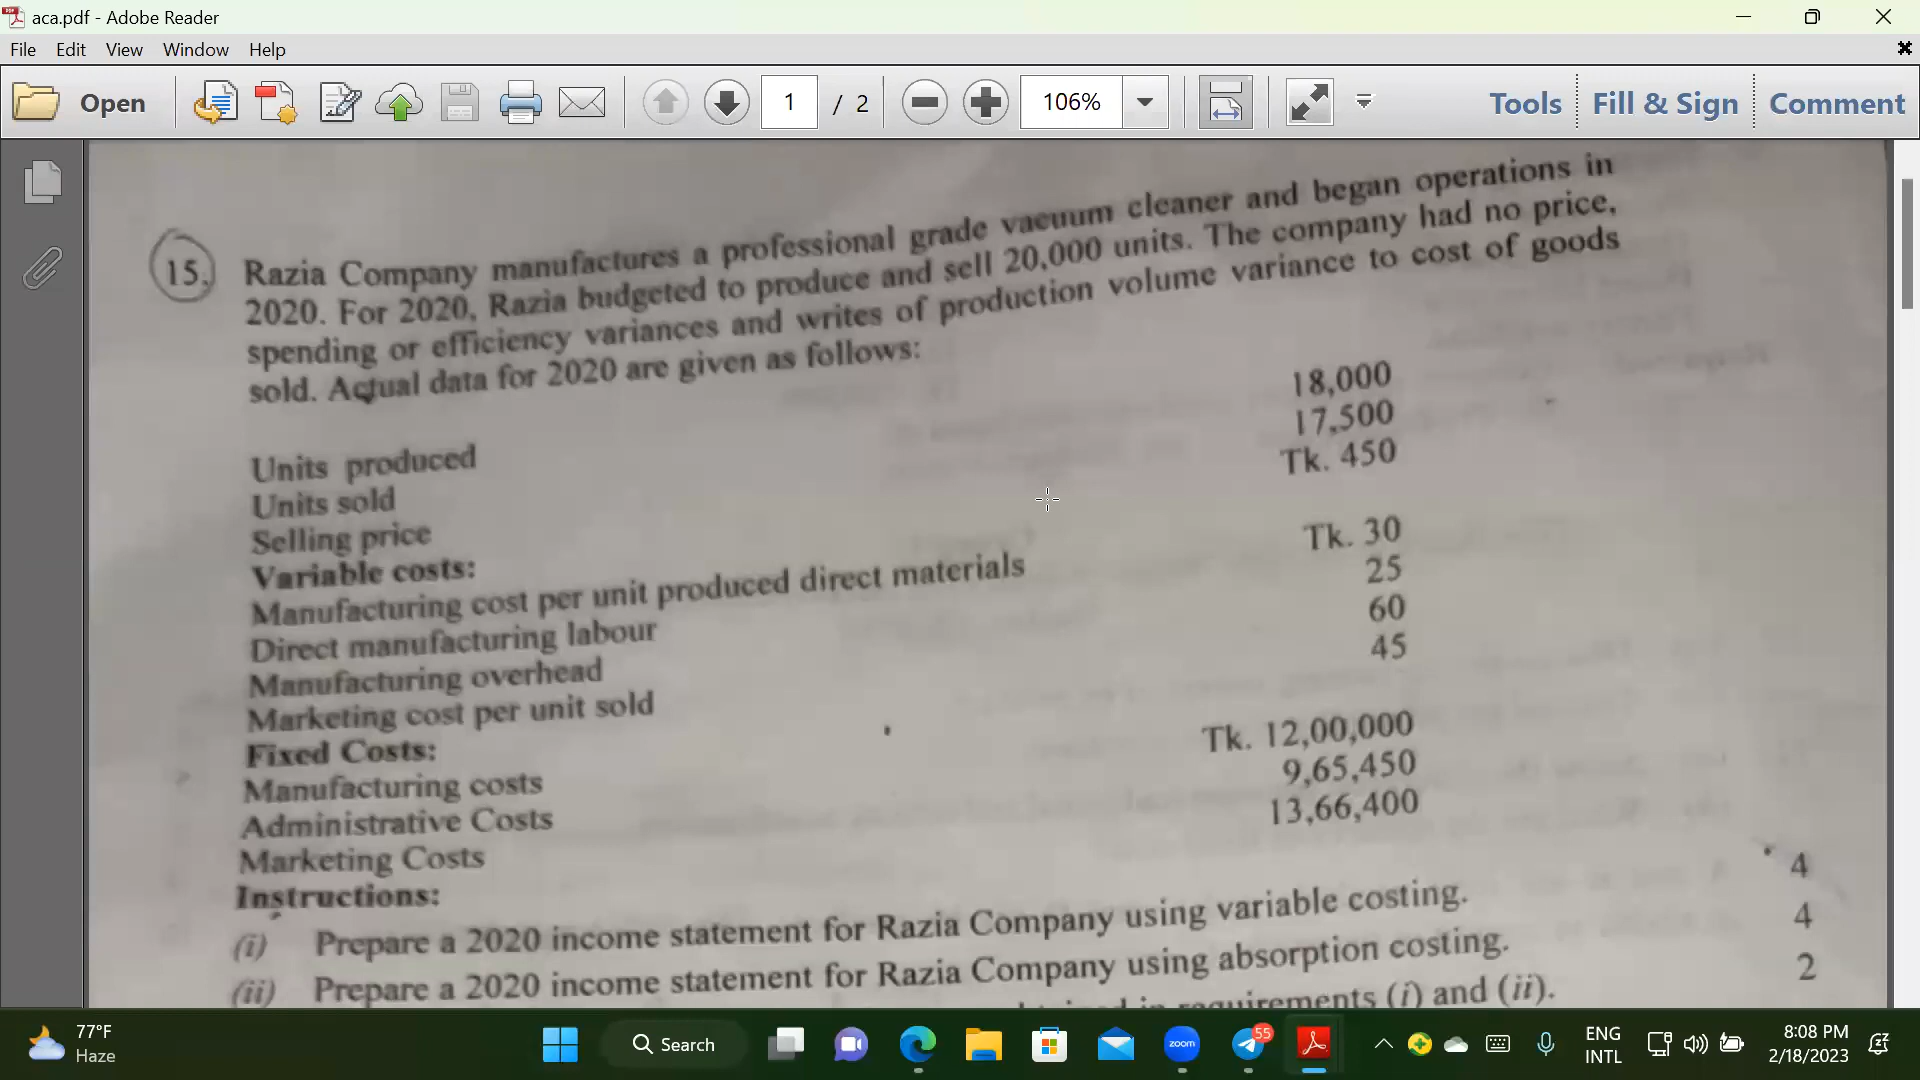 aca.pdf - Adobe Reader
File Edit View Window Help
Open 1 / 2 106% Tools Fill & Sign Comment
15. Razia Company manufactures a professional grade vacuum cleaner and began operations in
2020. For 2020, Razia budgeted to produce and sell 20,000 units. The company had no price,
spending or efficiency variances and writes of production volume variance to cost of goods
sold. Actual data for 2020 are given as follows:
Units produced 18,000
Units sold 17,500
Selling price Tk. 450
Variable costs:
Manufacturing cost per unit produced direct materials Tk. 30
Direct manufacturing labour 25
Manufacturing overhead 60
Marketing cost per unit sold 45
Fixed Costs:
Manufacturing costs Tk. 12,00,000
Administrative Costs 9,65,450
Marketing Costs 13,66,400
Instructions:
(i) Prepare a 2020 income statement for Razia Company using variable costing. 4
(ii) Prepare a 2020 income statement for Razia Company using absorption costing. 4
requirements (i) and (ii). 2
77°F
Haze
Search
zoom
55
ENG
INTL
8:08 PM
2/18/2023